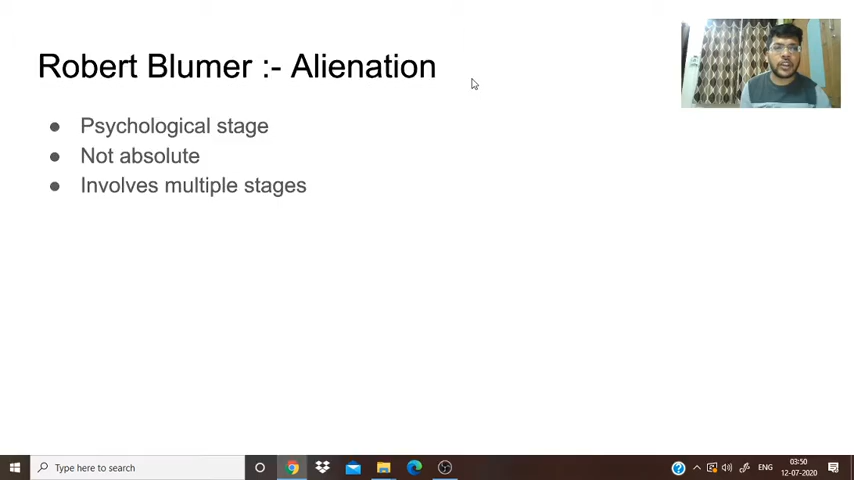 Robert Blumer :- Alienation
● Psychological stage
● Not absolute
● Involves multiple stages
Type here to search
ENG
03:50
12-07-2020